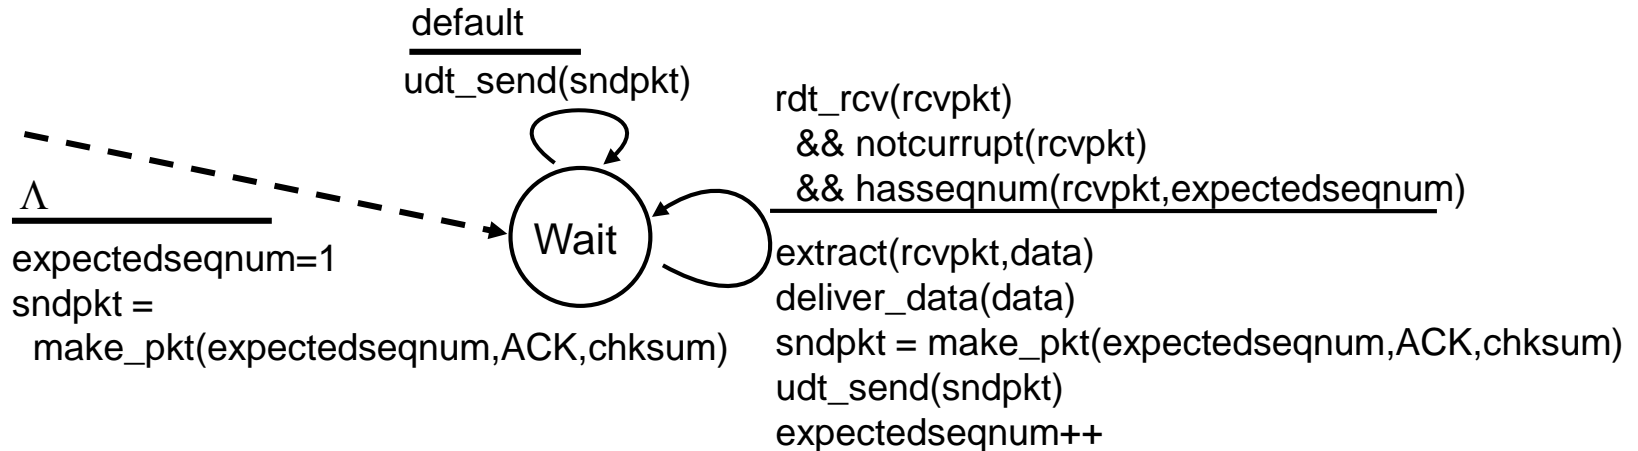 default
udt_send(sndpkt)
rdt_rcv(rcvpkt)
&& notcurrupt(rcvpkt)
&& hasseqnum(rcvpkt,expectedseqnum)
Λ
Wait
expectedseqnum=1
sndpkt =
make_pkt(expectedseqnum,ACK,chksum)
extract(rcvpkt,data)
deliver_data(data)
sndpkt = make_pkt(expectedseqnum,ACK,chksum)
udt_send(sndpkt)
expectedseqnum++